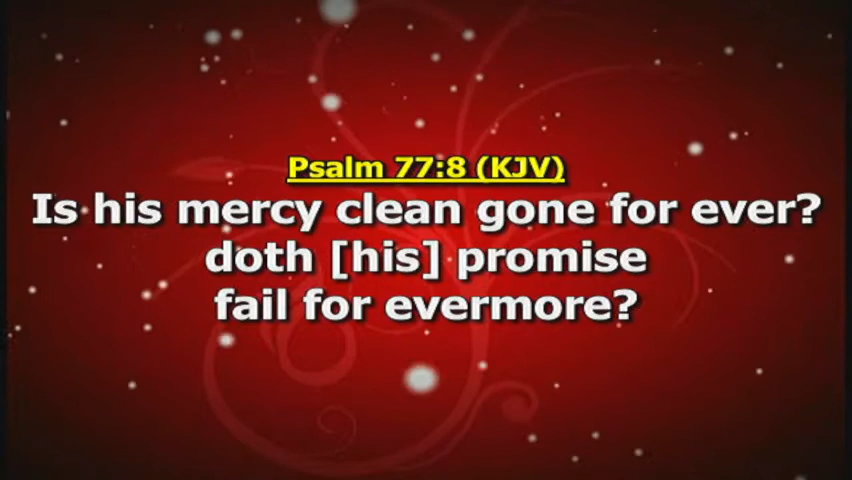 Psalm 77:8 (KJV)
Is his mercy clean gone for ever?
doth [his] promise
fail for evermore?